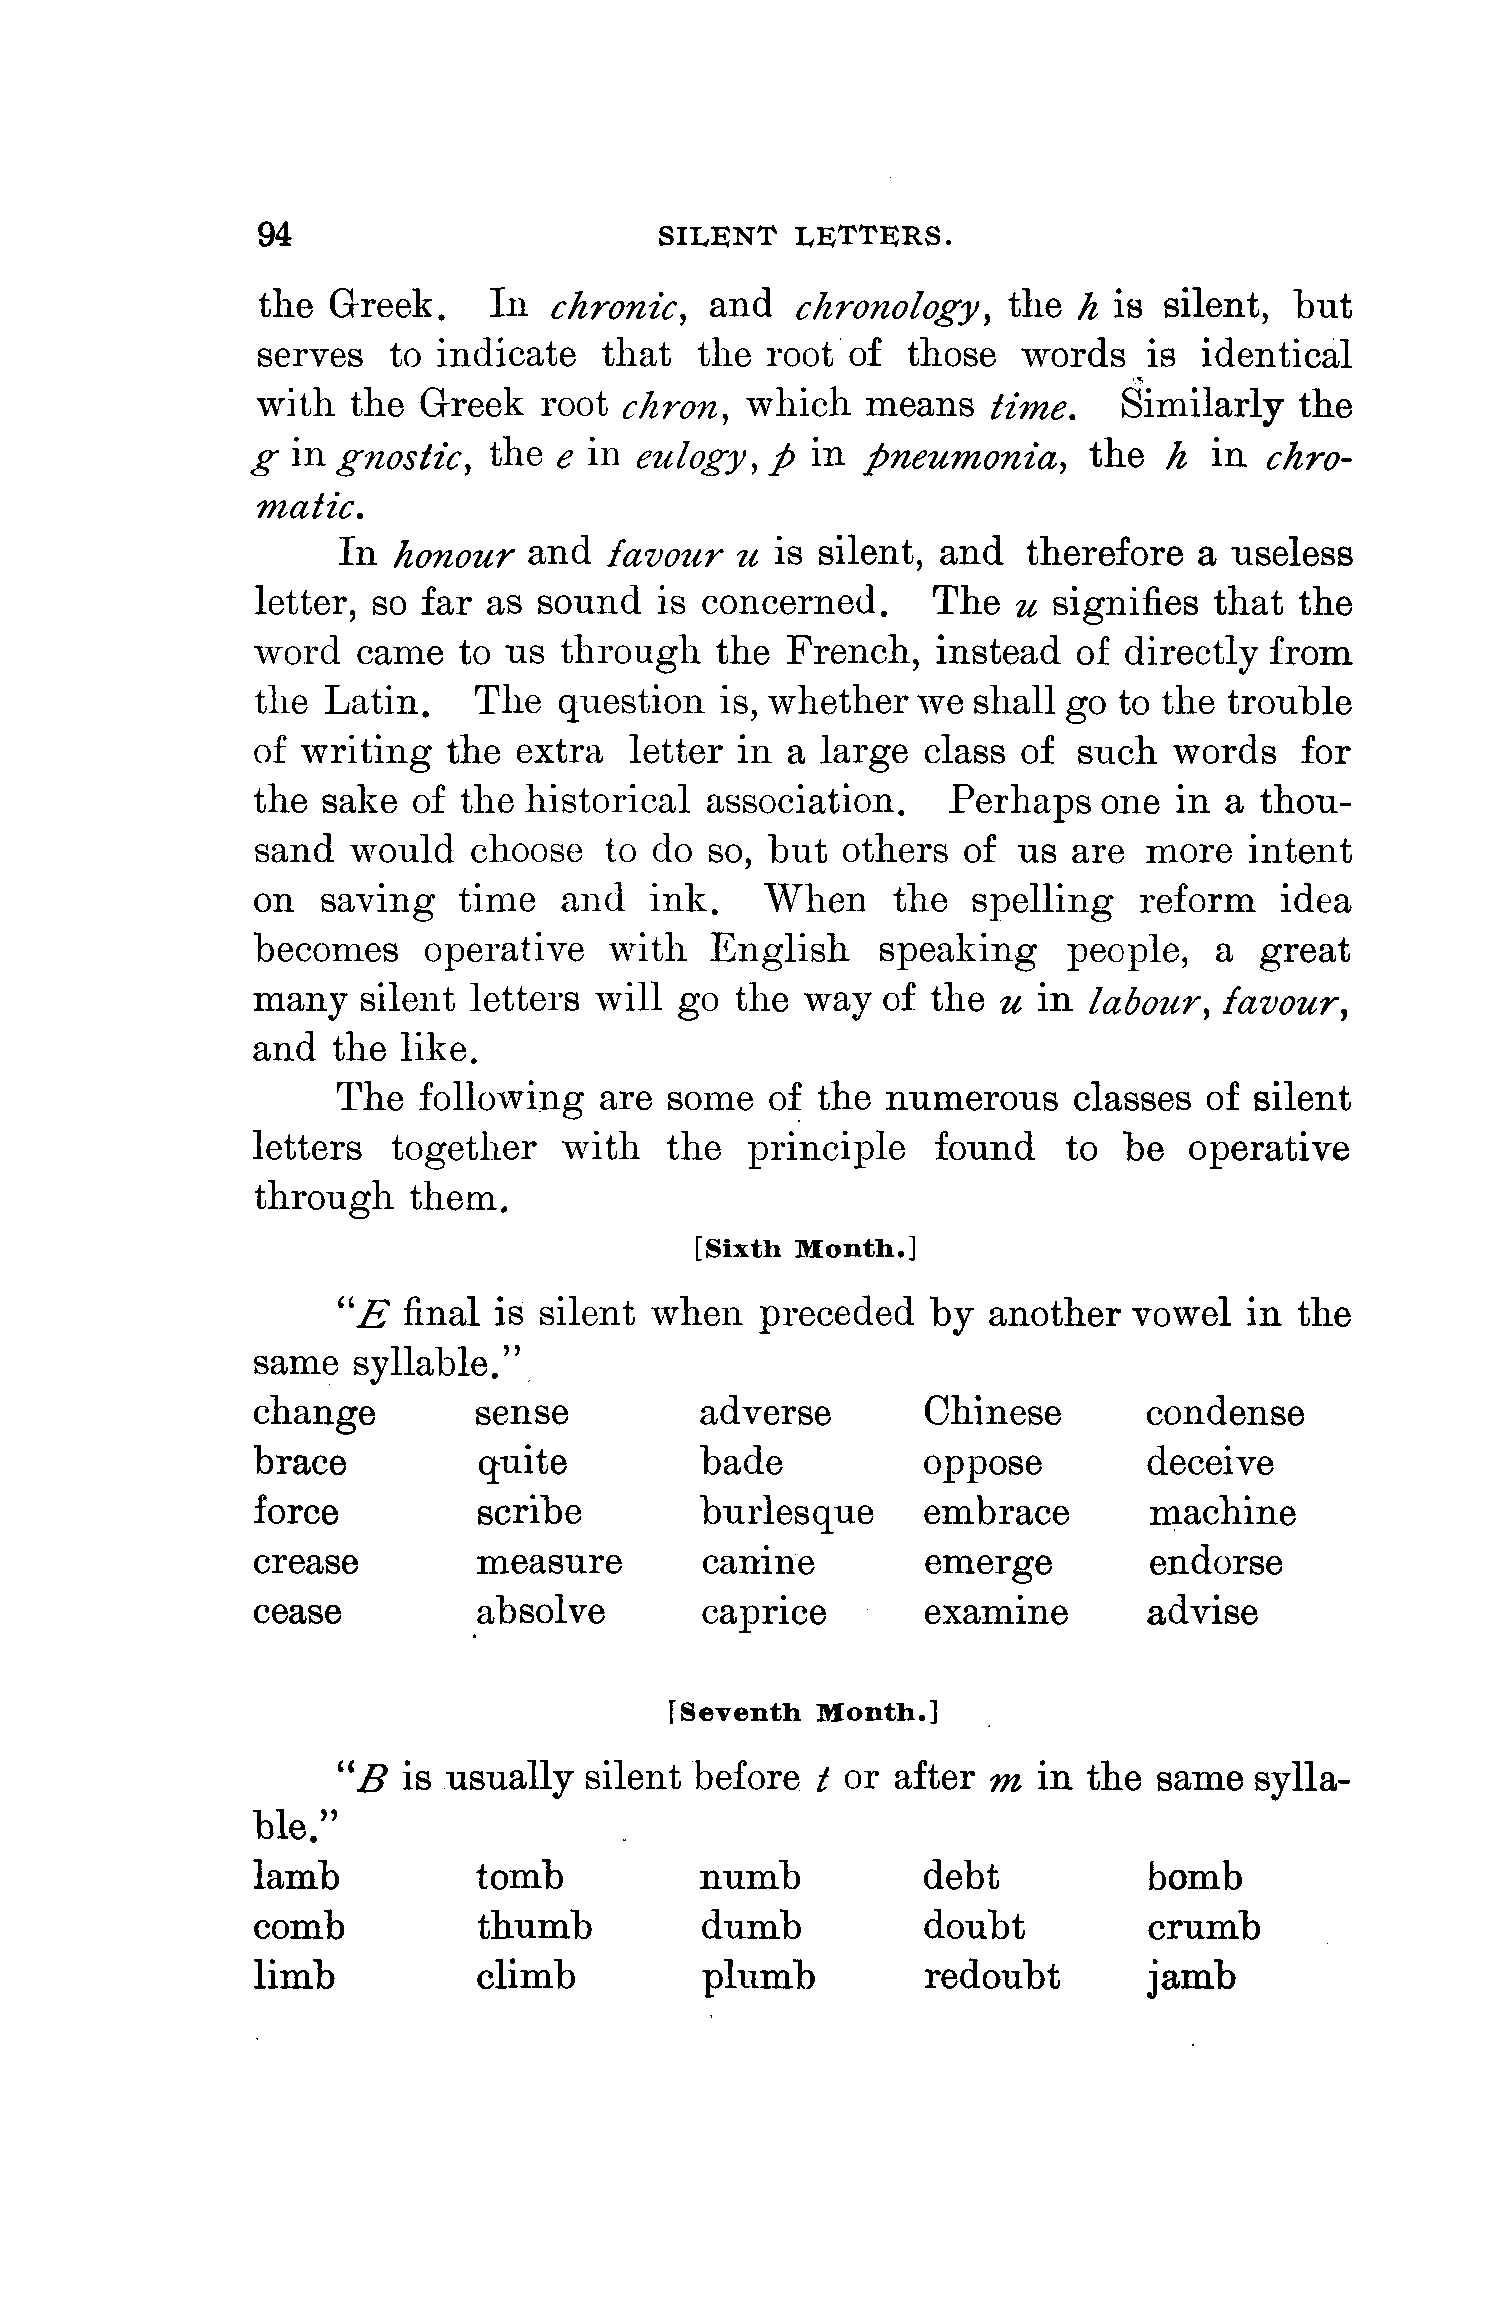 94 SILENT LETTERS.
the Greek. In chronic, and chronology, the h is silent, but
serves to indicate that the root of those words is identical
with the Greek root chron, which means time. Similarly the
g in gnostic, the e in eulogy, p in pneumonia, the h in chro-
matic.
In honour and favour u is silent, and therefore a useless
letter, so far as sound is concerned. The u signifies that the
word came to us through the French, instead of directly from
the Latin. The question is, whether we shall go to the trouble
of writing the extra letter in a large class of such words for
the sake of the historical association. Perhaps one in a thou-
sand would choose to do so, but others of us are more intent
on saving time and ink. When the spelling reform idea
becomes operative with English speaking people, a great
many silent letters will go the way of the u in labour, favour,
and the like.
The following are some of the numerous classes of silent
letters together with the principle found to be operative
through them.
[Sixth Month.]
"E final is silent when preceded by another vowel in the
same syllable."
change sense adverse Chinese condense
brace quite bade oppose deceive
force scribe burlesque embrace machine
crease measure canine emerge endorse
cease absolve caprice examine advise
[Seventh Month.]
"B is usually silent before t or after m in the same sylla-
ble."
lamb tomb numb debt bomb
comb thumb dumb doubt crumb
limb climb plumb redoubt jamb